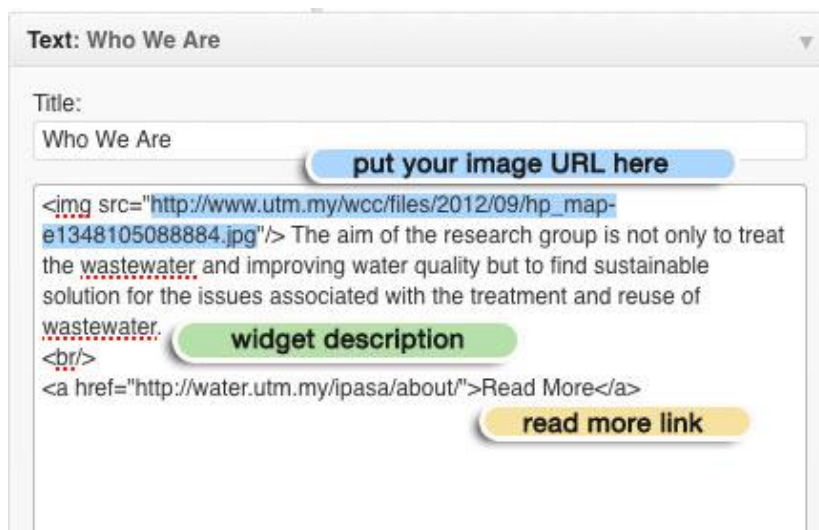 Text: Who We Are
Title:
Who We Are
put your image URL here
<img src="http://www.utm.my/wcc/files/2012/09/hp_map-
e1348105088884.jpg"/> The aim of the research group is not only to treat
the wastewater and improving water quality but to find sustainable
solution for the issues associated with the treatment and reuse of
wastewater.
widget description
<br/>
<a href="http://water.utm.my/ipasa/about/">Read More</a>
read more link